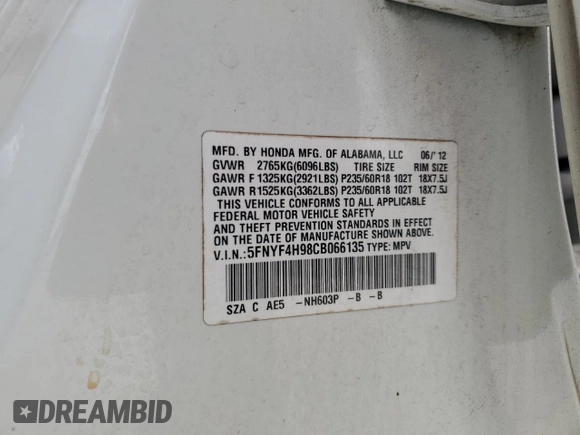 MFD. BY HONDA MFG. OF ALABAMA, LLC 06/'12
GVWR 2765KG(6096LBS) TIRE SIZE RIM SIZE
GAWR F 1325KG(2921LBS) P235/60R18 102T 18X7.5J
GAWR R1525KG(3362LBS) P235/60R18 102T 18X7.5J
THIS VEHICLE CONFORMS TO ALL APPLICABLE
FEDERAL MOTOR VEHICLE SAFETY
AND THEFT PREVENTION STANDARDS IN EFFECT
ON THE DATE OF MANUFACTURE SHOWN ABOVE.
V.I.N.:5FNYF4H98CB066135 TYPE: MPV
SZA C AE5 -NH603P -B -B
DREAMBID